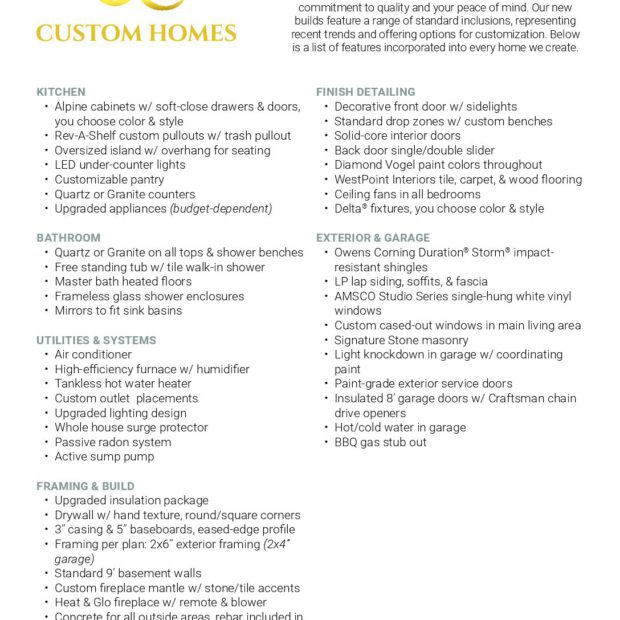 commitment to quality and your peace of mind. Our new
builds feature a range of standard inclusions, representing
recent trends and offering options for customization. Below
is a list of features incorporated into every home we create.
CUSTOM HOMES
KITCHEN
• Alpine cabinets w/ soft-close drawers & doors,
you choose color & style
• Rev-A-Shelf custom pullouts w/ trash pullout
• Oversized island w/ overhang for seating
• LED under-counter lights
• Customizable pantry
• Quartz or Granite counters
• Upgraded appliances (budget-dependent)
BATHROOM
• Quartz or Granite on all tops & shower benches
• Free standing tub w/ tile walk-in shower
• Master bath heated floors
• Frameless glass shower enclosures
• Mirrors to fit sink basins
UTILITIES & SYSTEMS
• Air conditioner
• High-efficiency furnace w/ humidifier
• Tankless hot water heater
• Custom outlet placements
• Upgraded lighting design
• Whole house surge protector
• Passive radon system
• Active sump pump
FRAMING & BUILD
• Upgraded insulation package
• Drywall w/ hand texture, round/square corners
• 3" casing & 5" baseboards, eased-edge profile
• Framing per plan: 2x6" exterior framing (2x4"
garage)
• Standard 9' basement walls
• Custom fireplace mantle w/ stone/tile accents
• Heat & Glo fireplace w/ remote & blower
• Concrete for all outside areas, rebar included in
FINISH DETAILING
• Decorative front door w/ sidelights
• Standard drop zones w/ custom benches
• Solid-core interior doors
• Back door single/double slider
• Diamond Vogel paint colors throughout
• WestPoint Interiors tile, carpet, & wood flooring
• Ceiling fans in all bedrooms
• Delta® fixtures, you choose color & style
EXTERIOR & GARAGE
• Owens Corning Duration® Storm® impact-
resistant shingles
• LP lap siding, soffits, & fascia
• AMSCO Studio Series single-hung white vinyl
windows
• Custom cased-out windows in main living area
• Signature Stone masonry
• Light knockdown in garage w/ coordinating
paint
• Paint-grade exterior service doors
• Insulated 8' garage doors w/ Craftsman chain
drive openers
• Hot/cold water in garage
• BBQ gas stub out